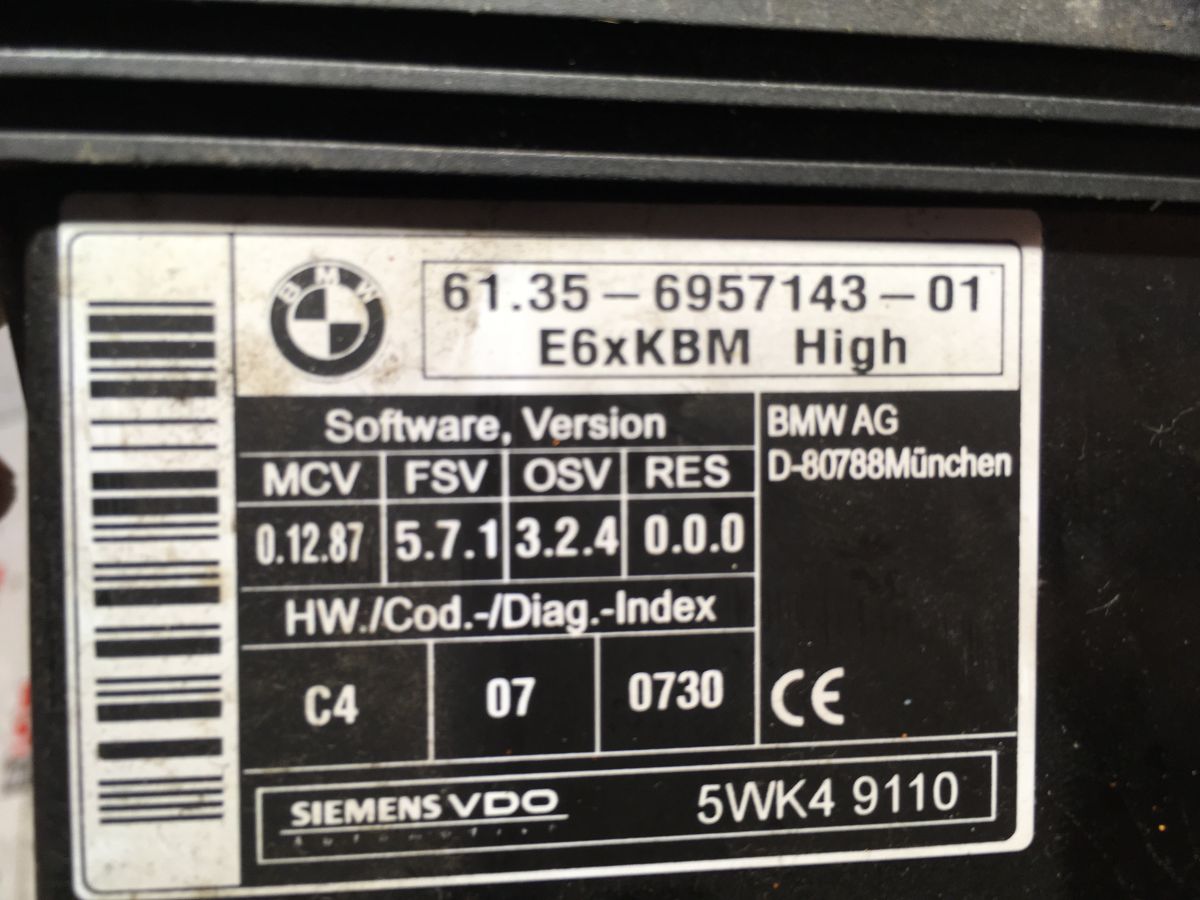 BMW
61.35-6957143-01
E6xKBM High
Software, Version
MCV FSV OSV RES
0.12.87 5.7.1 3.2.4 0.0.0
HW./Cod.-/Diag.-Index
C4 07 0730
BMW AG
D-80788München
CE
SIEMENS VDO
Automotive
5WK4 9110